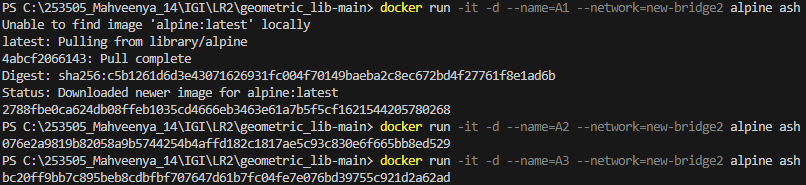 PS C:\253505_Mahveenya_14\IGI\LR2\geometric_lib-main> docker run -it -d --name=A1 --network=new-bridge2 alpine ash
Unable to find image 'alpine:latest' locally
latest: Pulling from library/alpine
4abcf2066143: Pull complete
Digest: sha256:c5b1261d6d3e43071626931fc004f70149baeba2c8ec672bd4f27761f8e1ad6b
Status: Downloaded newer image for alpine:latest
2788fbe0ca624db08ffeb1035cd4666eb3463e61a7b5f5cf1621544205780268
PS C:\253505_Mahveenya_14\IGI\LR2\geometric_lib-main> docker run -it -d --name=A2 --network=new-bridge2 alpine ash
076e2a9819b82058a9b5744254b4affd182c1817ae5c93c830e6f665bb8ed529
PS C:\253505_Mahveenya_14\IGI\LR2\geometric_lib-main> docker run -it -d --name=A3 --network=new-bridge2 alpine ash
bc20ff9bb7c895beb8cdbfbf707647d61b7fc04fe7e076bd39755c921d2a62ad